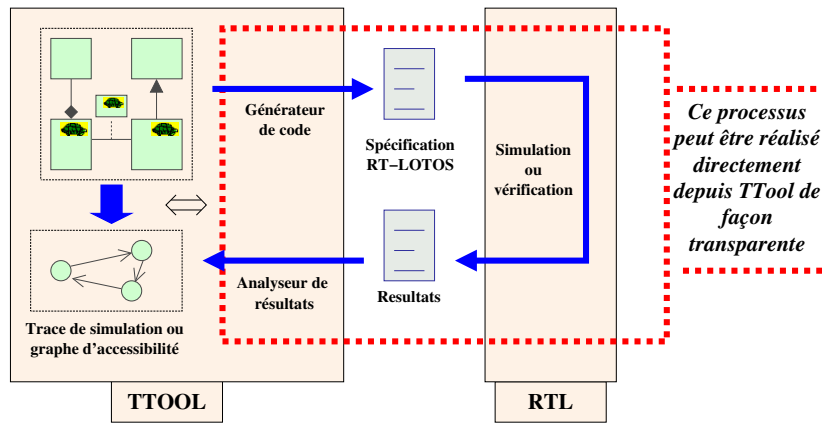 Générateur
de code
Spécification
RT−LOTOS
Simulation
ou
vérification
Ce processus
peut être réalisé
directement
depuis TTool de
façon
transparente
Analyseur de
résultats
Resultats
Trace de simulation ou
graphe d'accessibilité
TTOOL
RTL